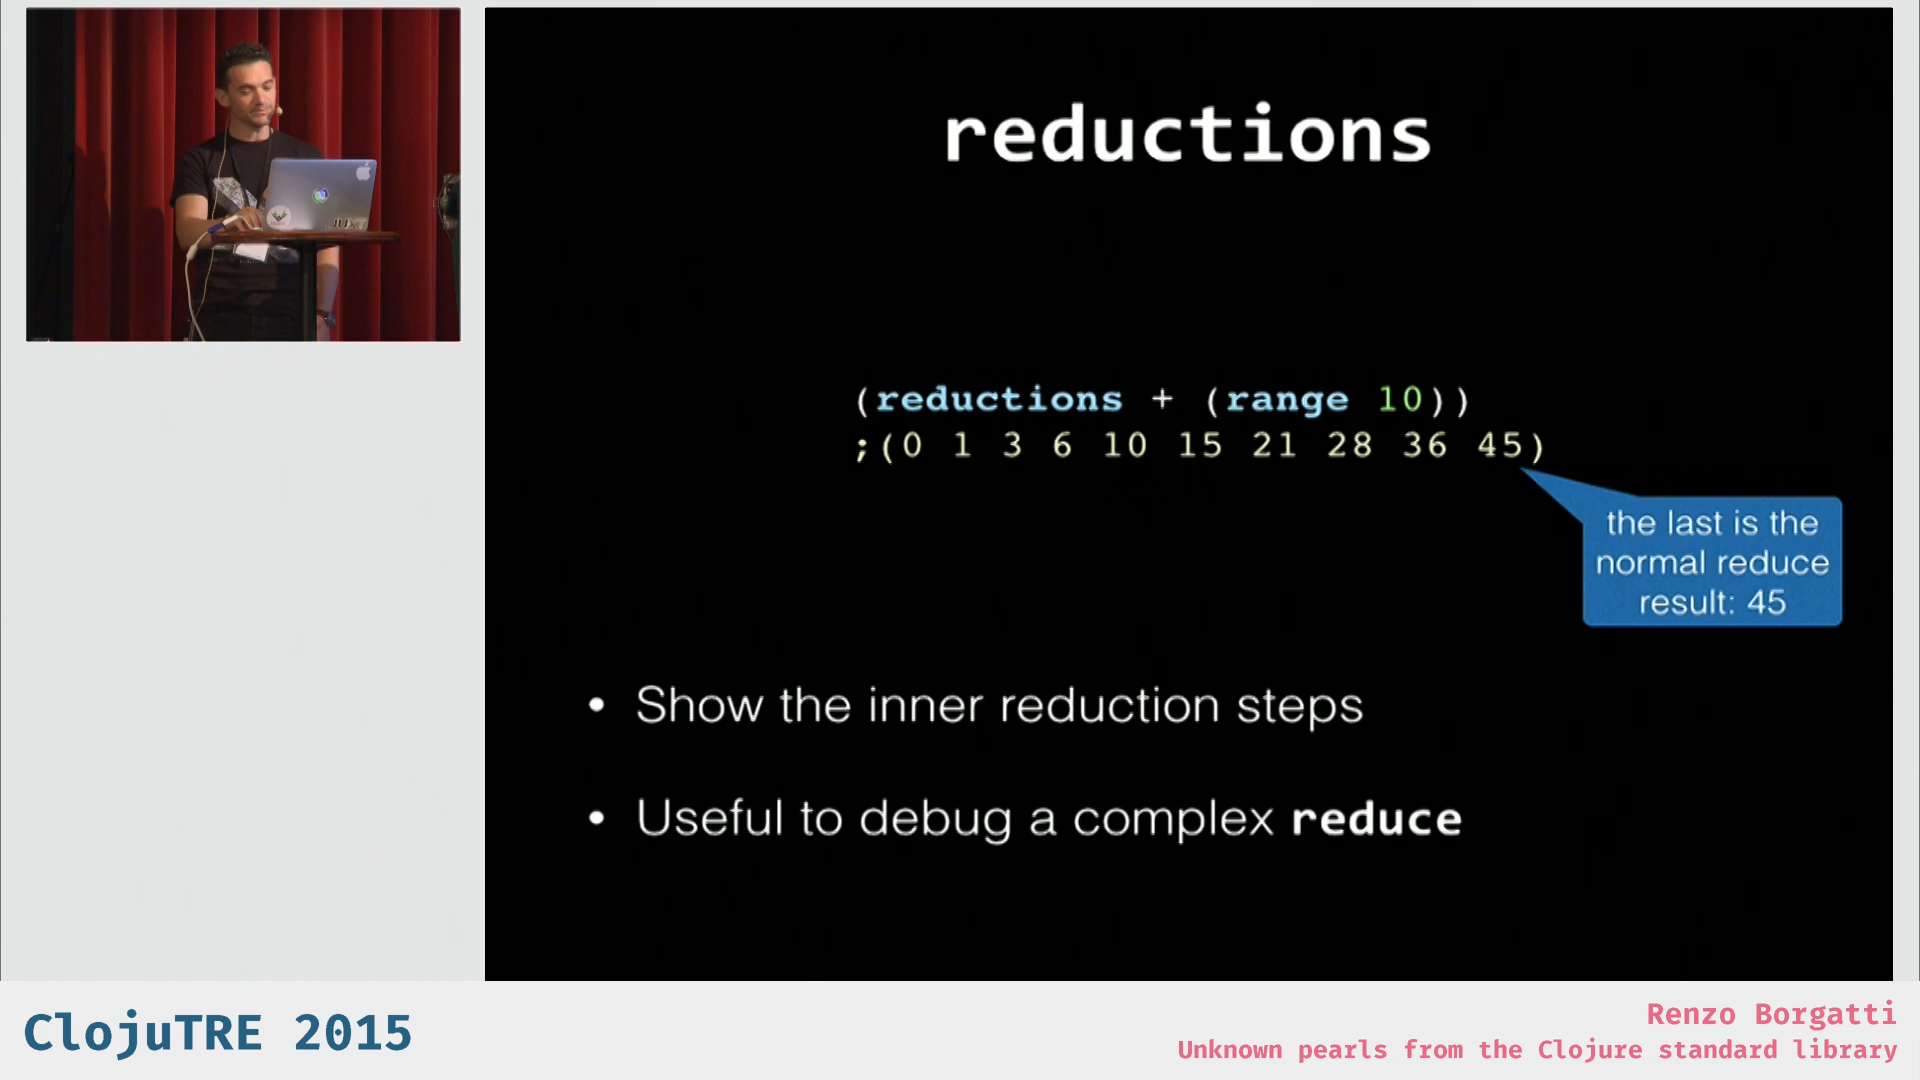 reductions
(reductions + (range 10))
;(0 1 3 6 10 15 21 28 36 45)
the last is the
normal reduce
result: 45
• Show the inner reduction steps
• Useful to debug a complex reduce
ClojuTRE 2015
Renzo Borgatti
Unknown pearls from the Clojure standard library